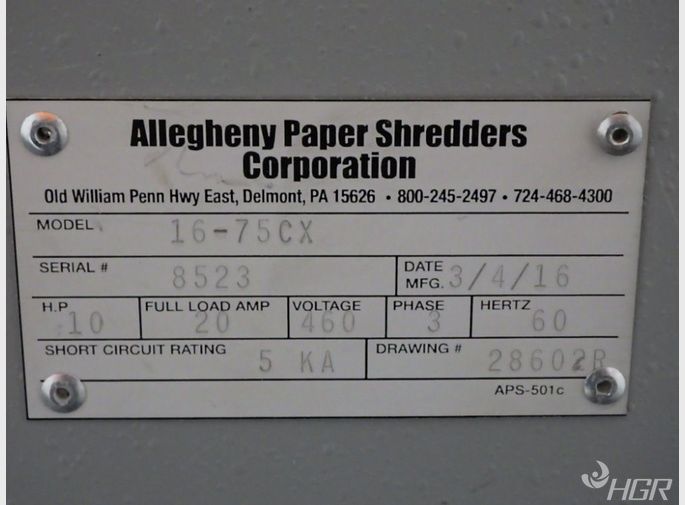 Allegheny Paper Shredders
Corporation
Old William Penn Hwy East, Delmont, PA 15626 • 800-245-2497 • 724-468-4300
MODEL 16-75CX
SERIAL # 8523 DATE MFG. 3/4/16
H.P 10 FULL LOAD AMP 20 VOLTAGE 460 PHASE 3 HERTZ 60
SHORT CIRCUIT RATING 5 KA DRAWING # 28602R
APS-501c
HGR